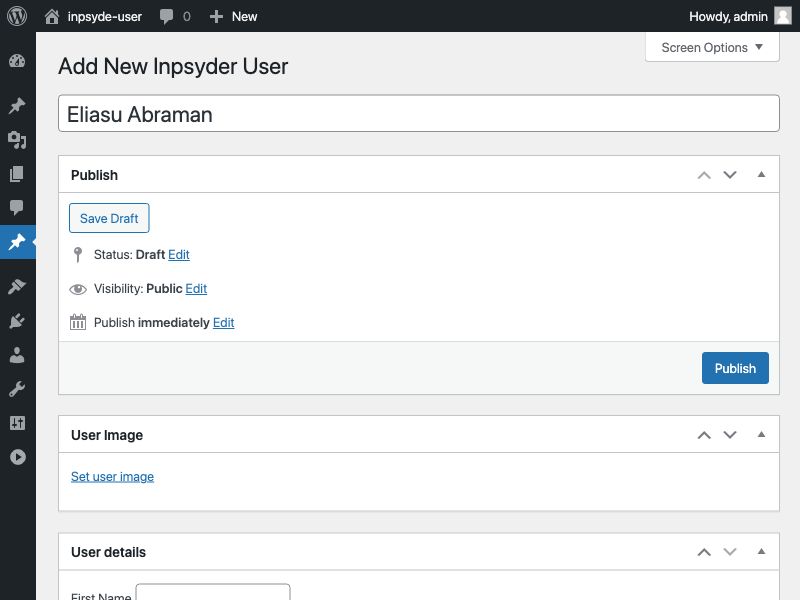 inpsyde-user 0 New Howdy, admin
Screen Options
Add New Inpsyder User
Eliasu Abraman
Publish
Save Draft
Status: Draft Edit
Visibility: Public Edit
Publish immediately Edit
Publish
User Image
Set user image
User details
First Name